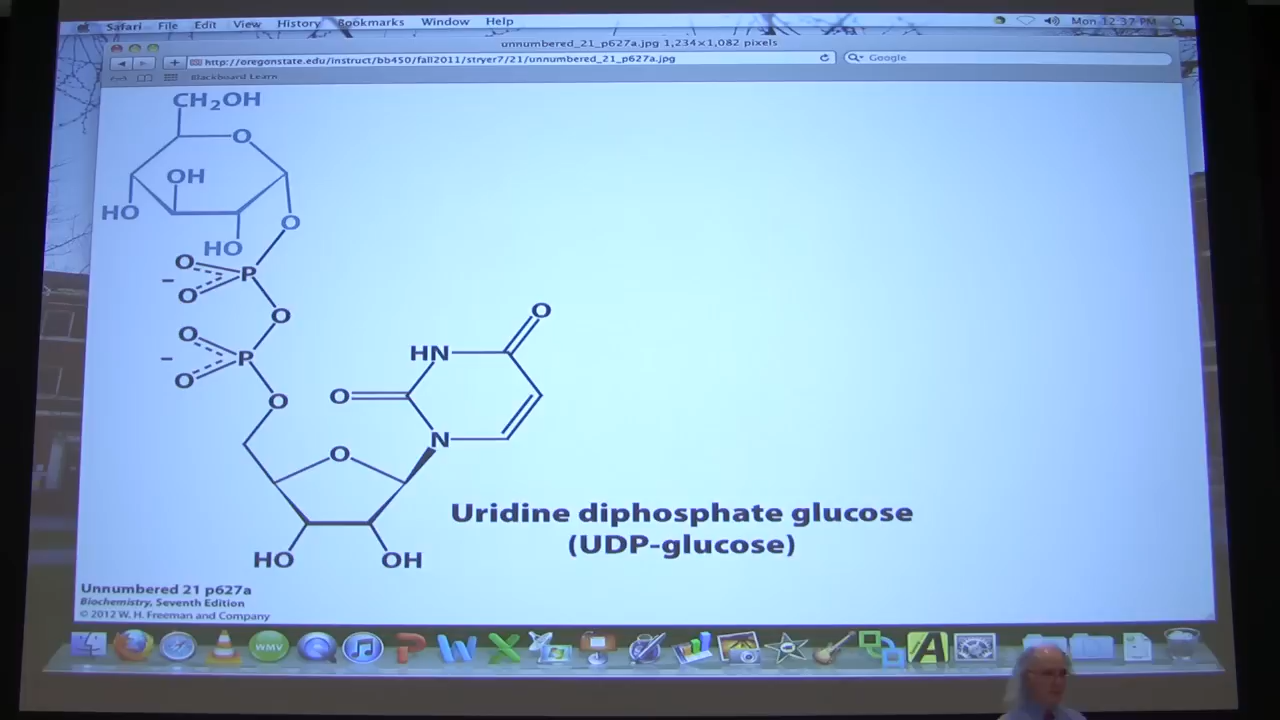 Safari File Edit View History Bookmarks Window Help Mon 12:37 PM
unnumbered_21_p627a.jpg 1,234×1,082 pixels
http://oregonstate.edu/instruct/bb450/fall2011/stryer7/21/unnumbered_21_p627a.jpg
Google
Blackboard Learn
CH₂OH
O
OH
HO
O
HO
O
P
–
O
O
O
P
–
O
O
O
HN
O
N
O
HO
OH
Uridine diphosphate glucose
(UDP-glucose)
Unnumbered 21 p627a
Biochemistry, Seventh Edition
© 2012 W. H. Freeman and Company
WMV
P
W
X
A